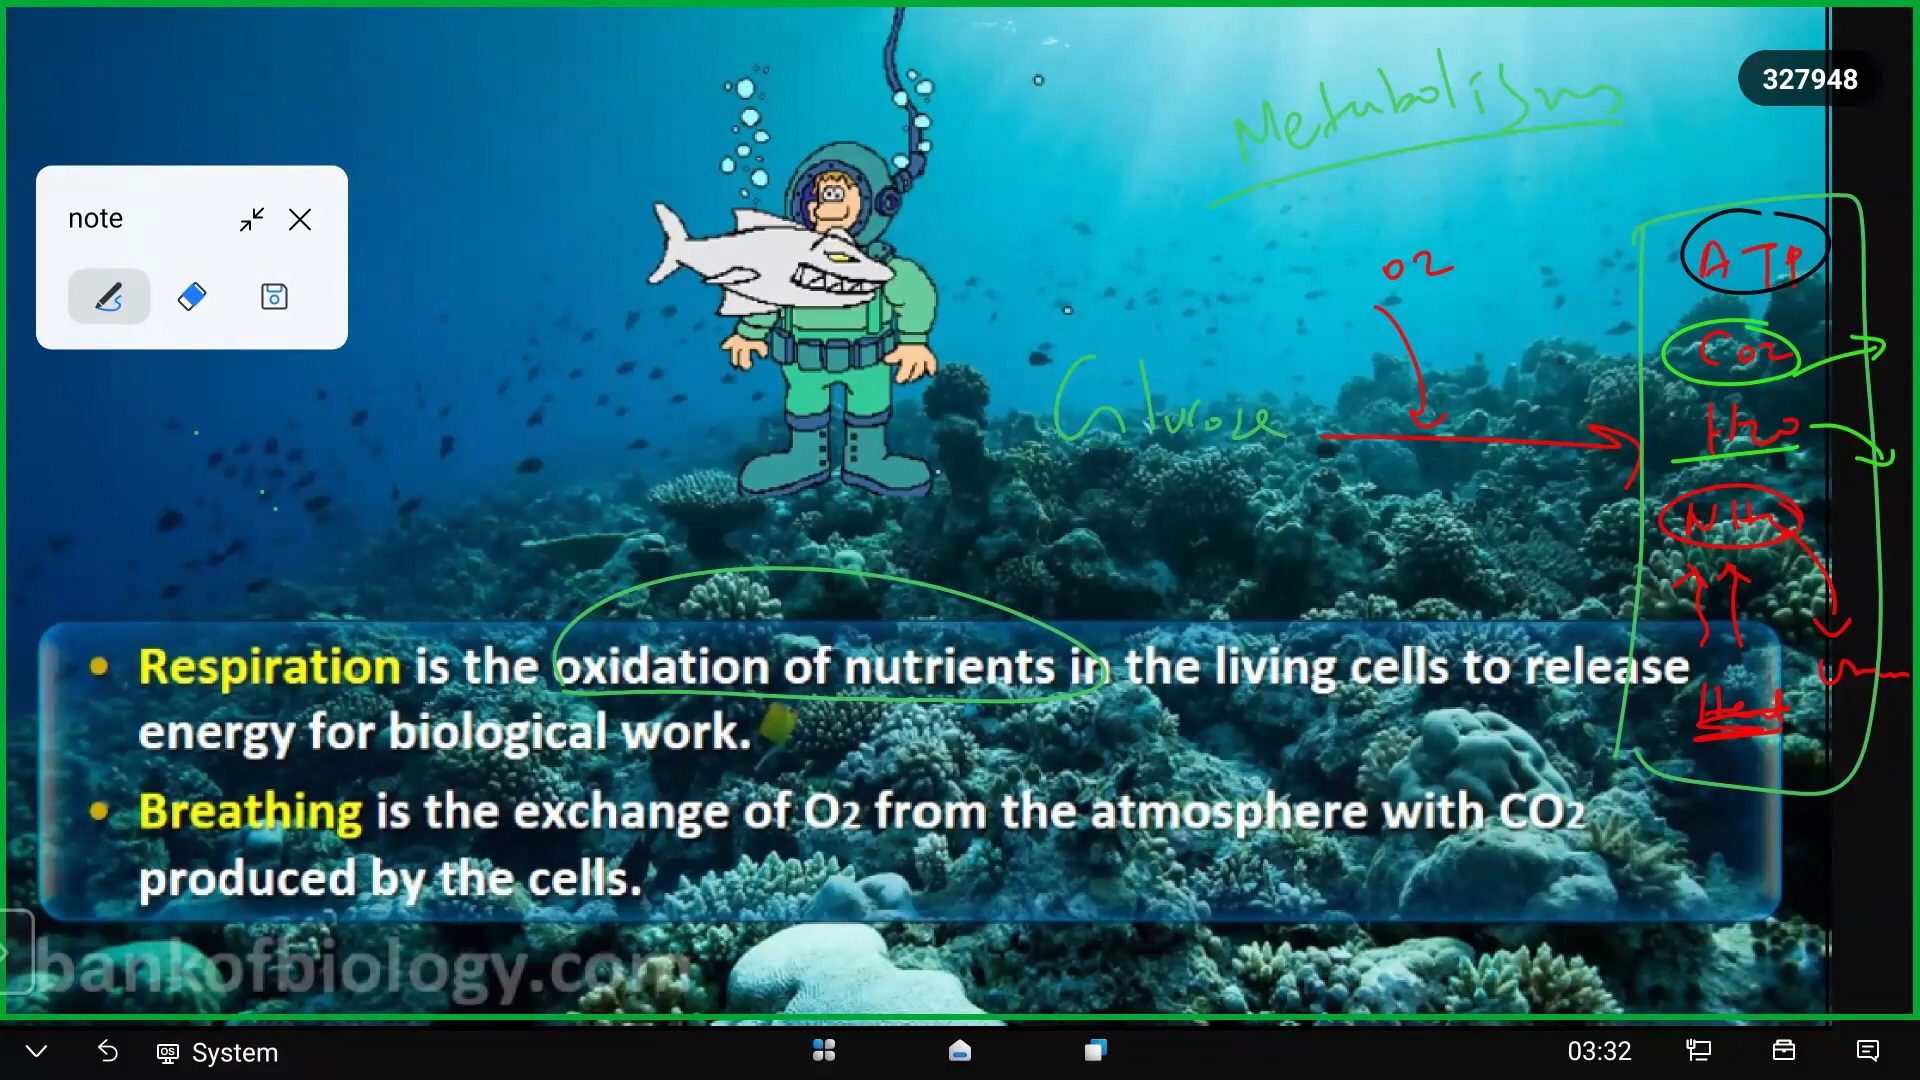 327948
note
Metabolism
ATP
O2
CO2
Glucose
H2O
NH3
Heat
• Respiration is the oxidation of nutrients in the living cells to release
energy for biological work.
• Breathing is the exchange of O2 from the atmosphere with CO2
produced by the cells.
bankofbiology.com
System
03:32